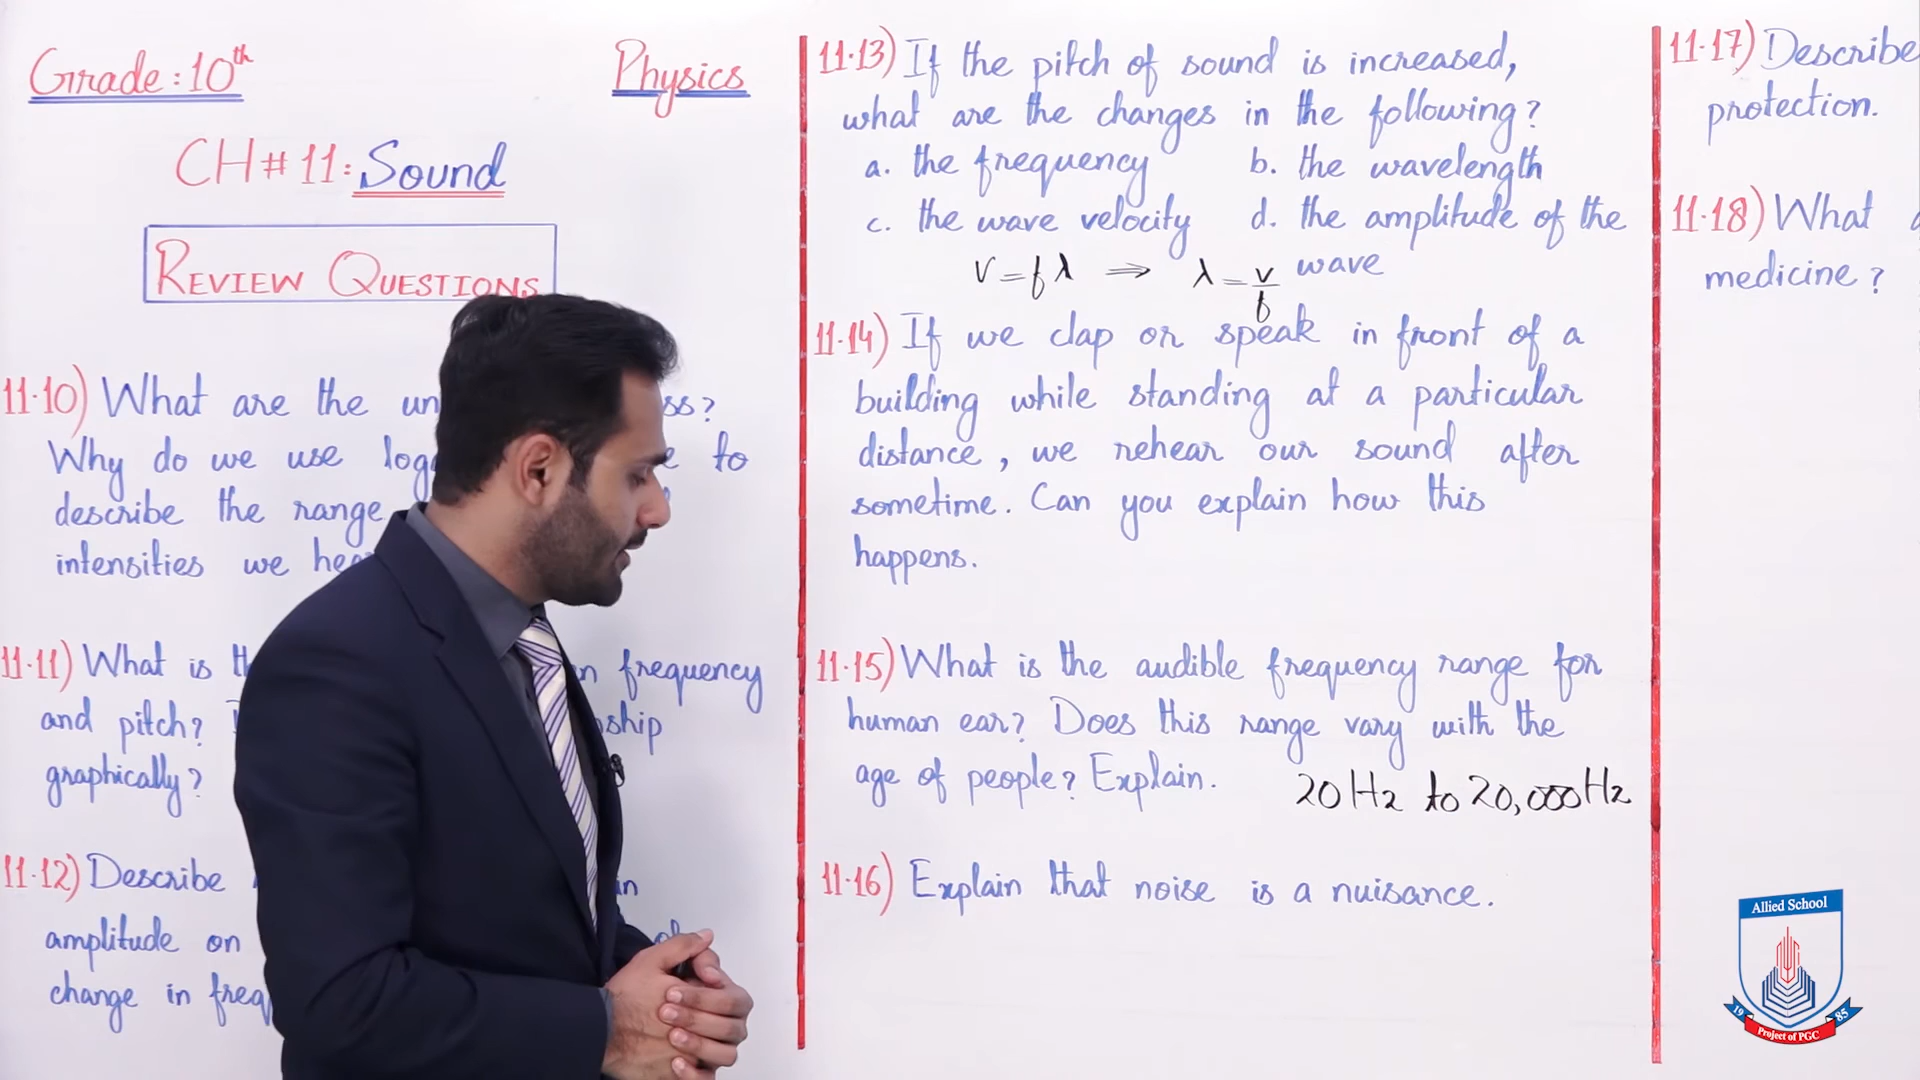 Grade: 10th
Physics
CH# 11: Sound
REVIEW QUESTIONS
11.10) What are the un ss?
Why do we use to
describe the range
intensities we
11.11) What is frequency
and pitch?
graphically?
11.12) Describe in
amplitude on of
change in
11.13) If the pitch of sound is increased,
what are the changes in the following?
a. the frequency b. the wavelength
c. the wave velocity d. the amplitude of the
wave
v = fλ ⇒ λ = v/f
11.14) If we clap or speak in front of a
building while standing at a particular
distance, we rehear our sound after
sometime. Can you explain how this
happens.
11.15) What is the audible frequency range for
human ear? Does this range vary with the
age of people? Explain.
20 Hz to 20,000 Hz
11.16) Explain that noise is a nuisance.
11.17) Describe
protection.
11.18) What
medicine?
Allied School
19 85
Project of PGC